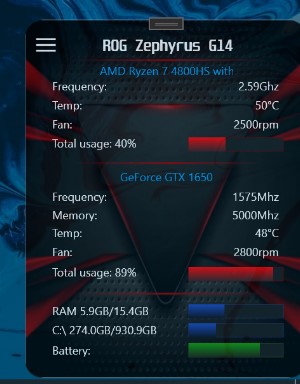 ROG Zephyrus G14
AMD Ryzen 7 4800HS with
Frequency: 2.59Ghz
Temp: 50°C
Fan: 2500rpm
Total usage: 40%
GeForce GTX 1650
Frequency: 1575Mhz
Memory: 5000Mhz
Temp: 48°C
Fan: 2800rpm
Total usage: 89%
RAM 5.9GB/15.4GB
C:\ 274.0GB/930.9GB
Battery: